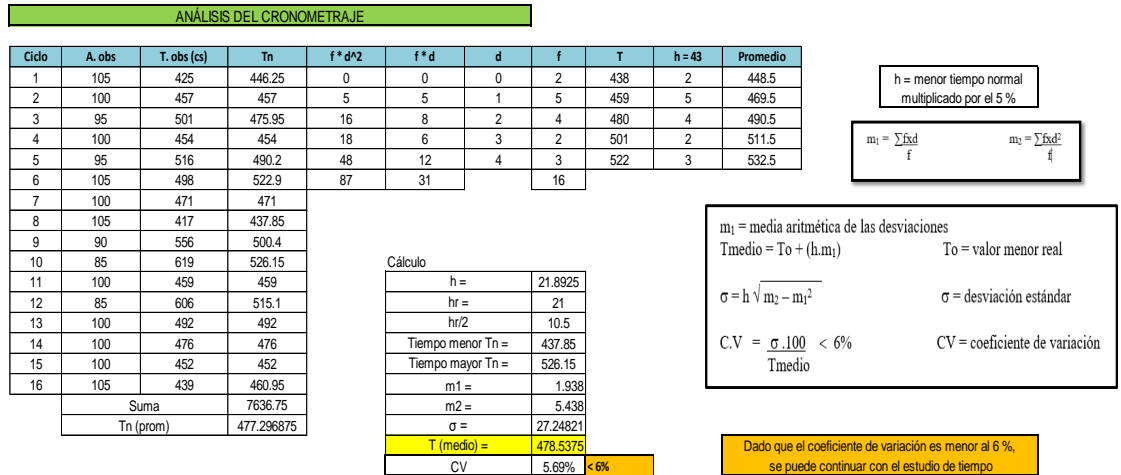 ANÁLISIS DEL CRONOMETRAJE
Ciclo A. obs T. obs (cs) Tn f * d^2 f * d d f T h = 43 Promedio
1 105 425 446.25 0 0 0 2 438 2 448.5
2 100 457 457 5 5 1 5 459 5 469.5
3 95 501 475.95 16 8 2 4 480 4 490.5
4 100 454 454 18 6 3 2 501 2 511.5
5 95 516 490.2 48 12 4 3 522 3 532.5
6 105 498 522.9 87 31 16
7 100 471 471
8 105 417 437.85
9 90 556 500.4
10 85 619 526.15
11 100 459 459
12 85 606 515.1
13 100 492 492
14 100 476 476
15 100 452 452
16 105 439 460.95
Suma 7636.75
Tn (prom) 477.296875
Cálculo
h = 21.8925
hr = 21
hr/2 10.5
Tiempo menor Tn = 437.85
Tiempo mayor Tn = 526.15
m1 = 1.938
m2 = 5.438
σ = 27.24821
T (medio) = 478.5375
CV 5.69% < 6%
h = menor tiempo normal
multiplicado por el 5 %
m₁ = ∑fxd m₂ = ∑fxd²
f f
m₁ = media aritmética de las desviaciones
Tmedio = To + (h.m₁) To = valor menor real
σ = h √ m₂ – m₁² σ = desviación estándar
C.V = σ .100 < 6% CV = coeficiente de variación
Tmedio
Dado que el coeficiente de variación es menor al 6 %,
se puede continuar con el estudio de tiempo